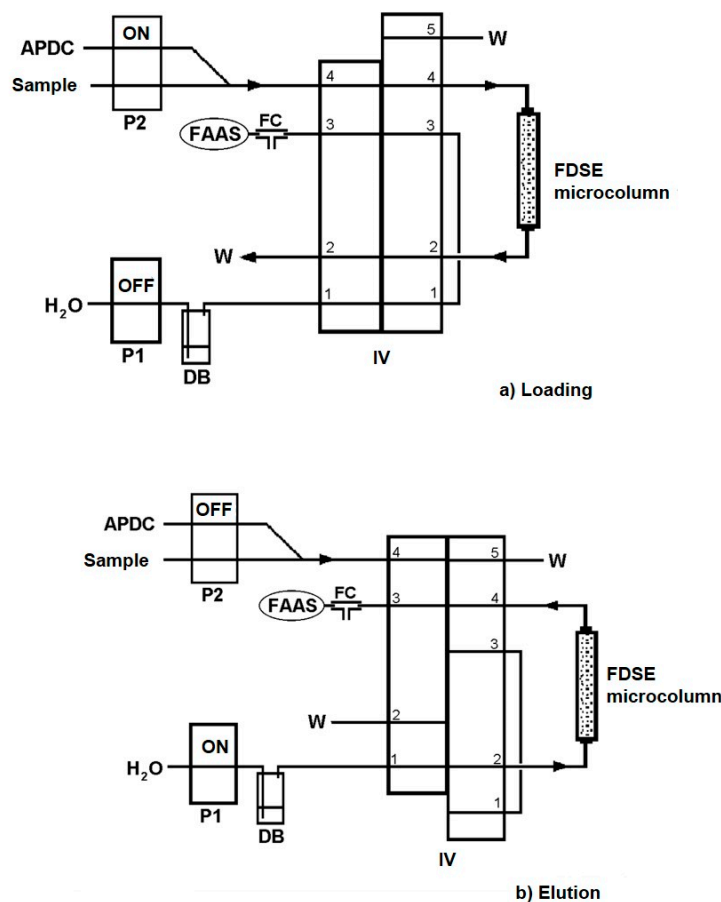 ON
5
W
APDC
Sample
4
4
P2
FAAS
FC
3
3
FDSE
microcolumn
W
2
2
OFF
H₂O
1
1
P1
DB
IV
a) Loading
OFF
APDC
Sample
4
5
W
P2
FAAS
FC
3
4
3
FDSE
microcolumn
W
2
ON
H₂O
1
2
P1
1
DB
IV
b) Elution